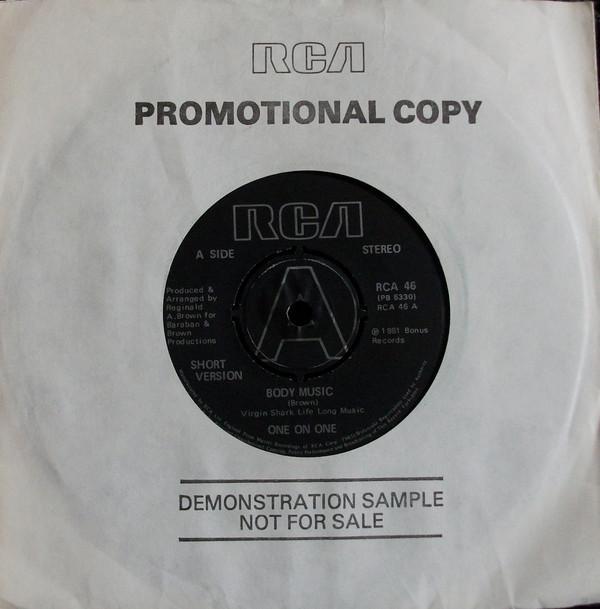 RCA
PROMOTIONAL COPY
RCA
A SIDE
STEREO
A
Produced &
Arranged by
Reginald
A.Brown for
Baraban &
Brown
Productions
RCA 46
(PB 5330)
RCA 46 A
℗ 1981 Bonus
Records
SHORT
VERSION
BODY MUSIC
(Brown)
Virgin Shark Life Long Music
ONE ON ONE
DEMONSTRATION SAMPLE
NOT FOR SALE